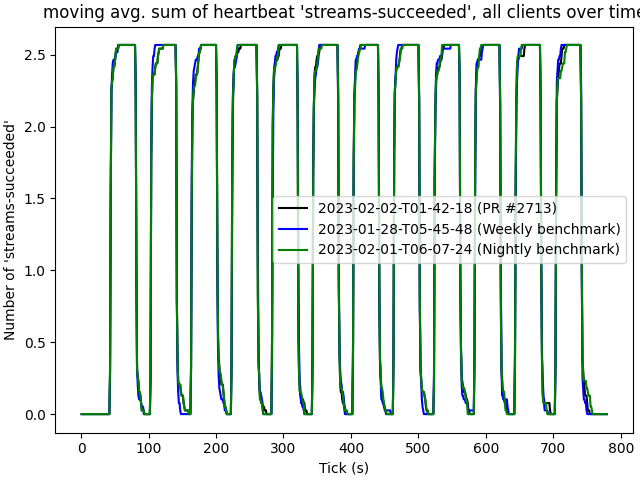 moving avg. sum of heartbeat 'streams-succeeded', all clients over time
Number of 'streams-succeeded'
2.5
2.0
1.5
1.0
0.5
0.0
2023-02-02-T01-42-18 (PR #2713)
2023-01-28-T05-45-48 (Weekly benchmark)
2023-02-01-T06-07-24 (Nightly benchmark)
0 100 200 300 400 500 600 700 800
Tick (s)